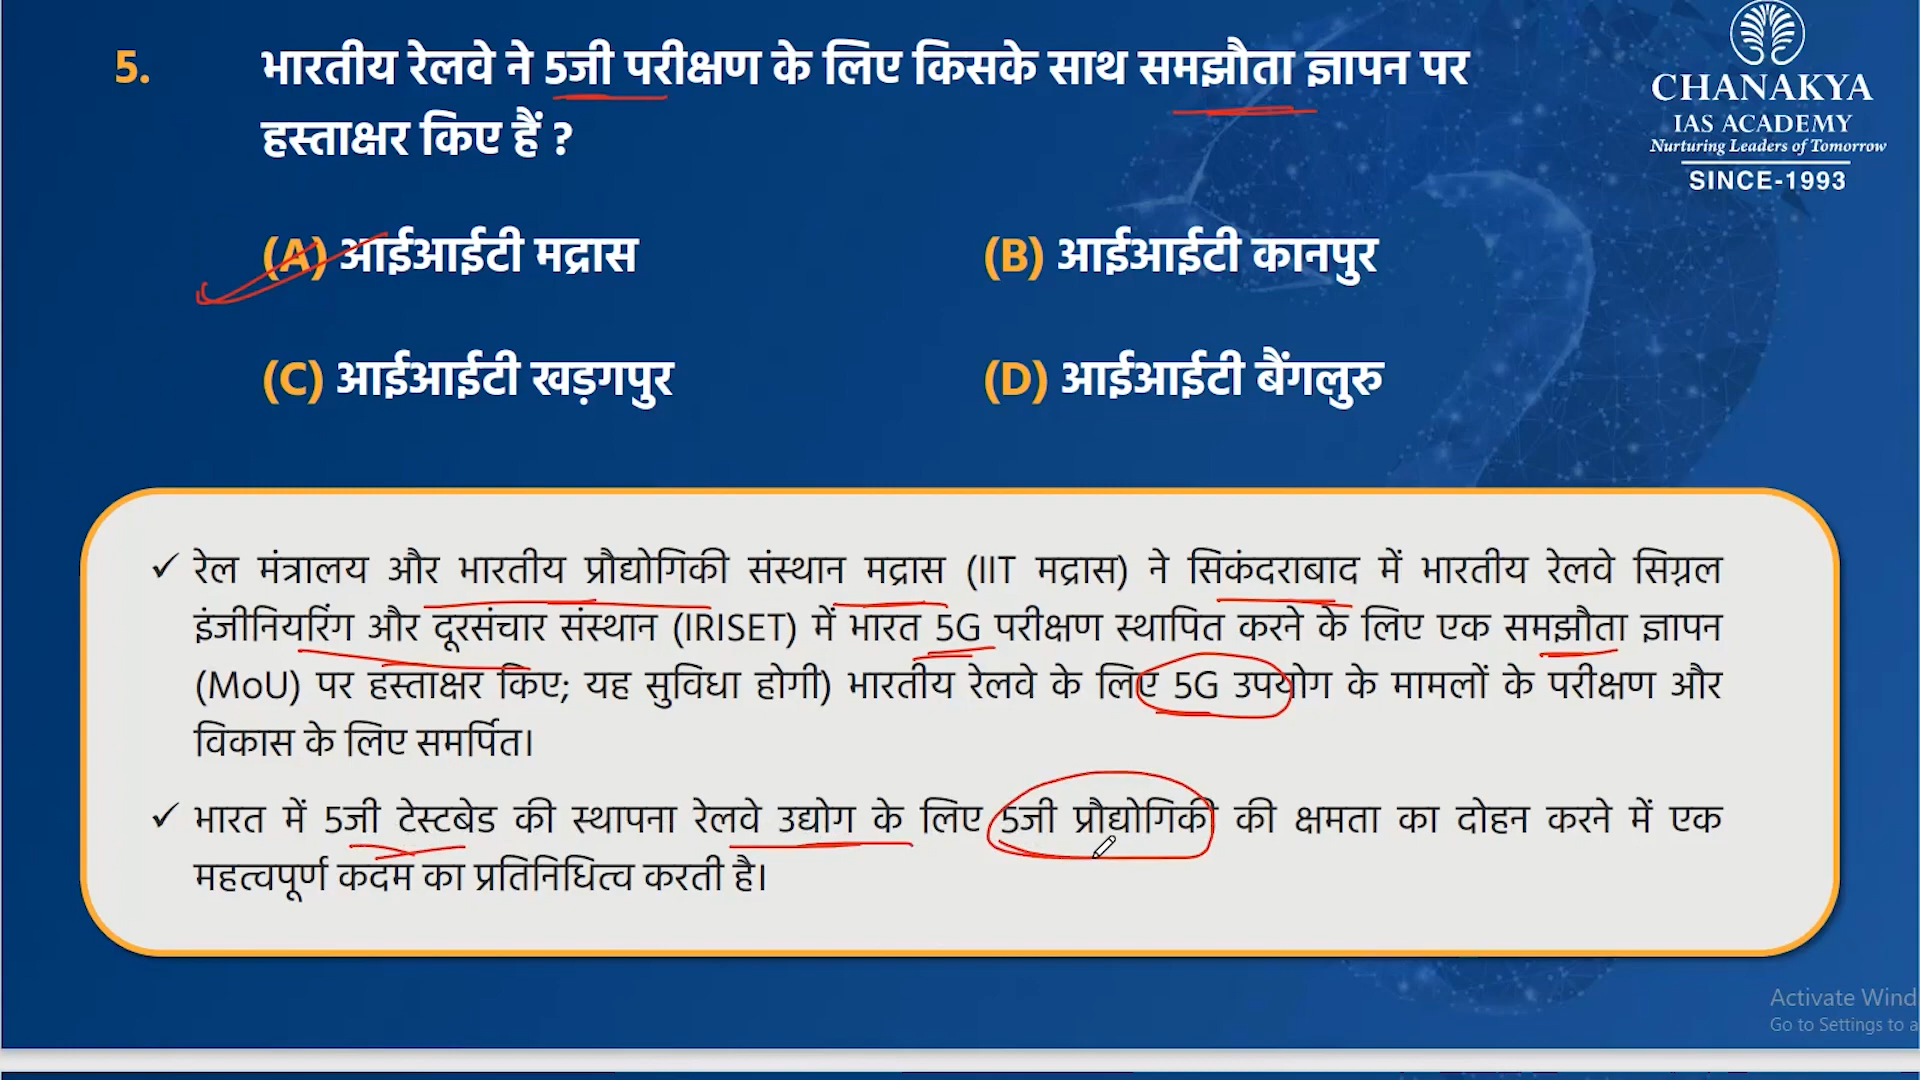 5. भारतीय रेलवे ने 5जी परीक्षण के लिए किसके साथ समझौता ज्ञापन पर
हस्ताक्षर किए हैं ?
(A) आईआईटी मद्रास
(B) आईआईटी कानपुर
(C) आईआईटी खड़गपुर
(D) आईआईटी बैंगलुरु
CHANAKYA
IAS ACADEMY
Nurturing Leaders of Tomorrow
SINCE-1993
✓ रेल मंत्रालय और भारतीय प्रौद्योगिकी संस्थान मद्रास (IIT मद्रास) ने सिकंदराबाद में भारतीय रेलवे सिग्नल
इंजीनियरिंग और दूरसंचार संस्थान (IRISET) में भारत 5G परीक्षण स्थापित करने के लिए एक समझौता ज्ञापन
(MoU) पर हस्ताक्षर किए; यह सुविधा होगी) भारतीय रेलवे के लिए 5G उपयोग के मामलों के परीक्षण और
विकास के लिए समर्पित।
✓ भारत में 5जी टेस्टबेड की स्थापना रेलवे उद्योग के लिए 5जी प्रौद्योगिकी की क्षमता का दोहन करने में एक
महत्वपूर्ण कदम का प्रतिनिधित्व करती है।
Activate Wind
Go to Settings to a